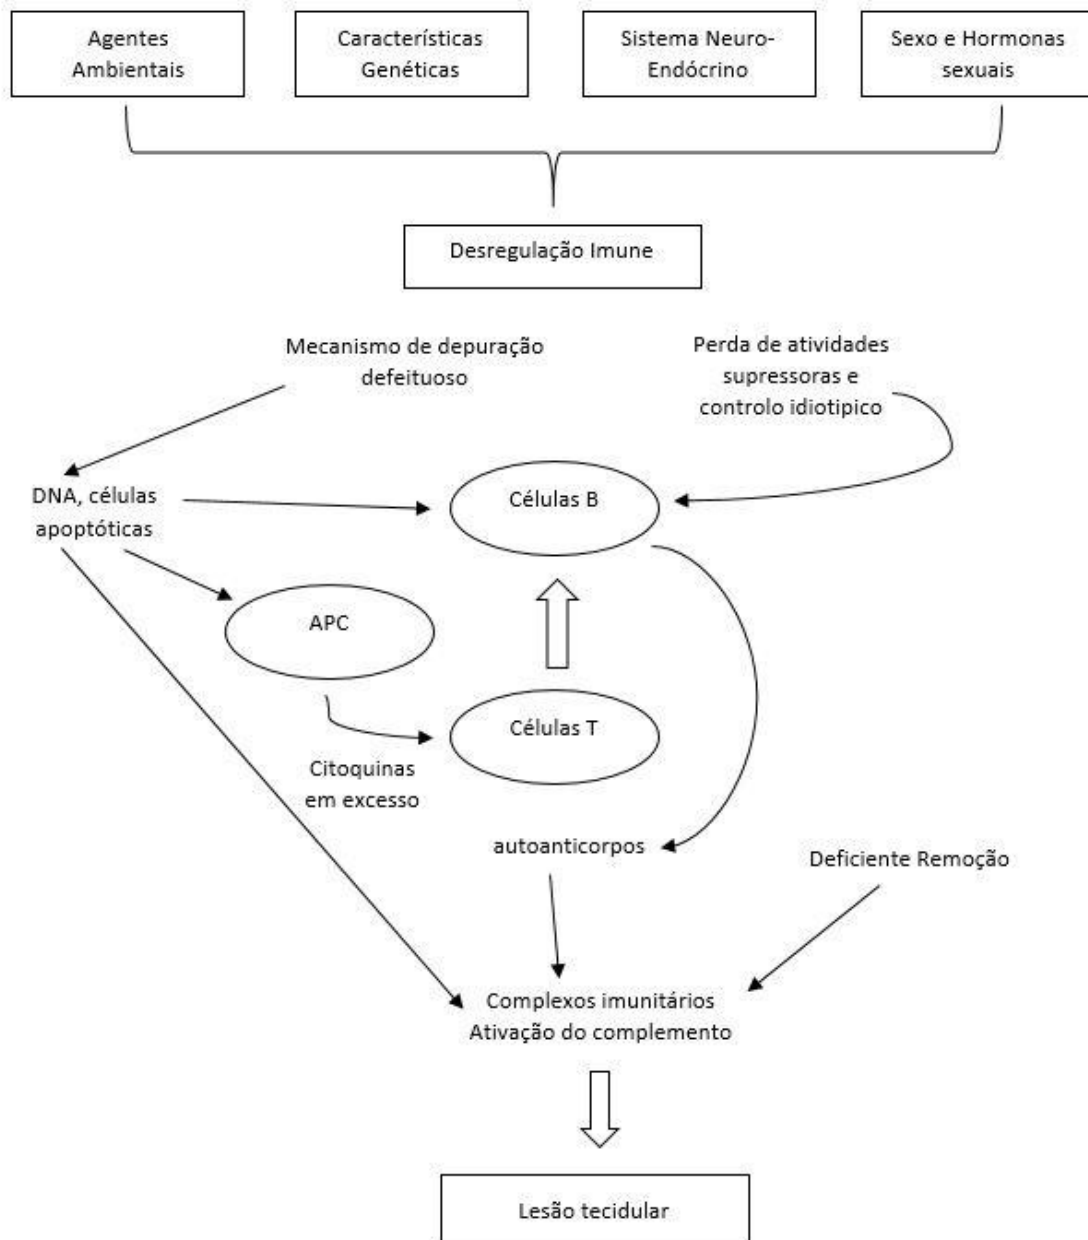 Agentes
Ambientais
Característicás
Genéticas
Sistema Neuro-
Endócrino
Sexo e Hormonas
sexuais
Desregulação Imune
Mecanismo de depuração
defeituoso
Perda de atividades
supressoras e
controlo idiotipico
DNA, células
apoptóticas
Células B
APC
Células T
Citoquinas
em excesso
autoanticorpos
Deficiente Remoção
Complexos imunitários
Ativação do complemento
Lesão tecidular